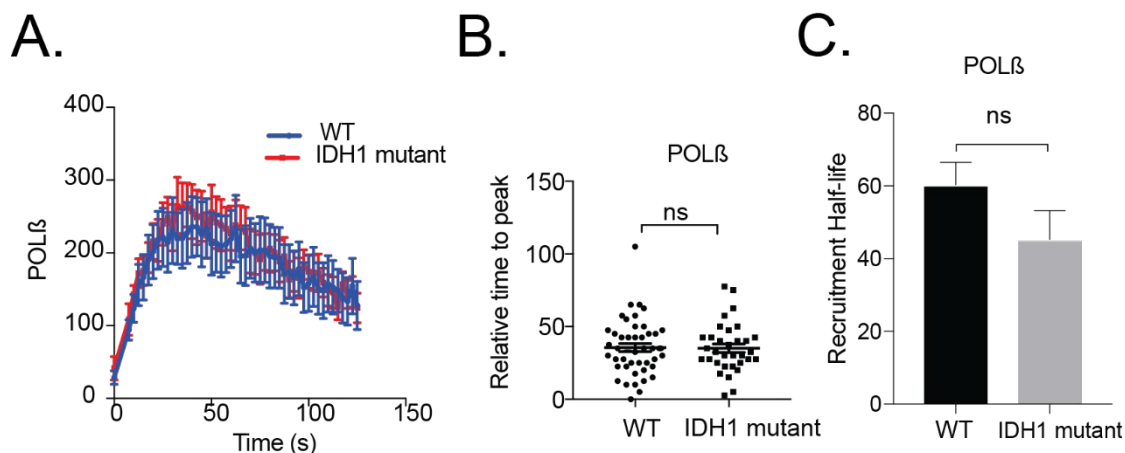 A.
400
300
200
100
0
POLß
0 50 100 150
Time (s)
WT
IDH1 mutant
B.
POLß
150
100
50
0
Relative time to peak
ns
WT IDH1 mutant
C.
POLß
80
60
40
20
0
Recruitment Half-life
ns
WT IDH1 mutant